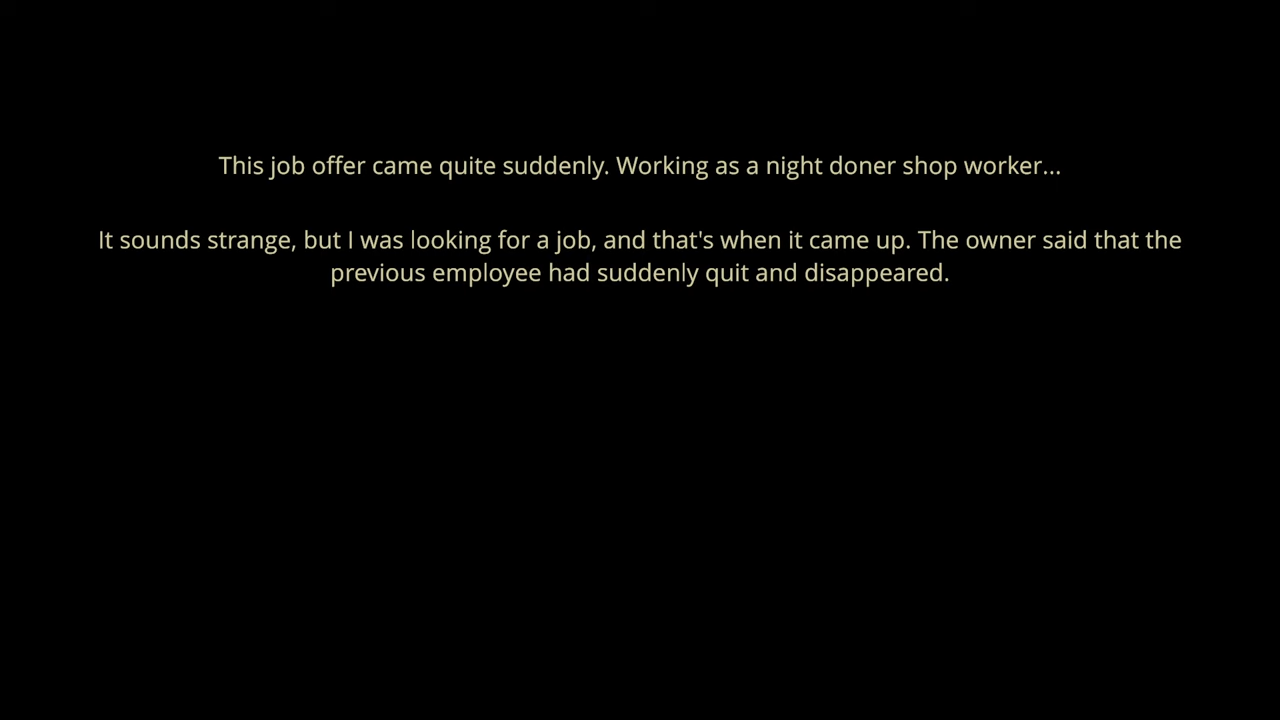 This job offer came quite suddenly. Working as a night doner shop worker...
It sounds strange, but I was looking for a job, and that's when it came up. The owner said that the
previous employee had suddenly quit and disappeared.